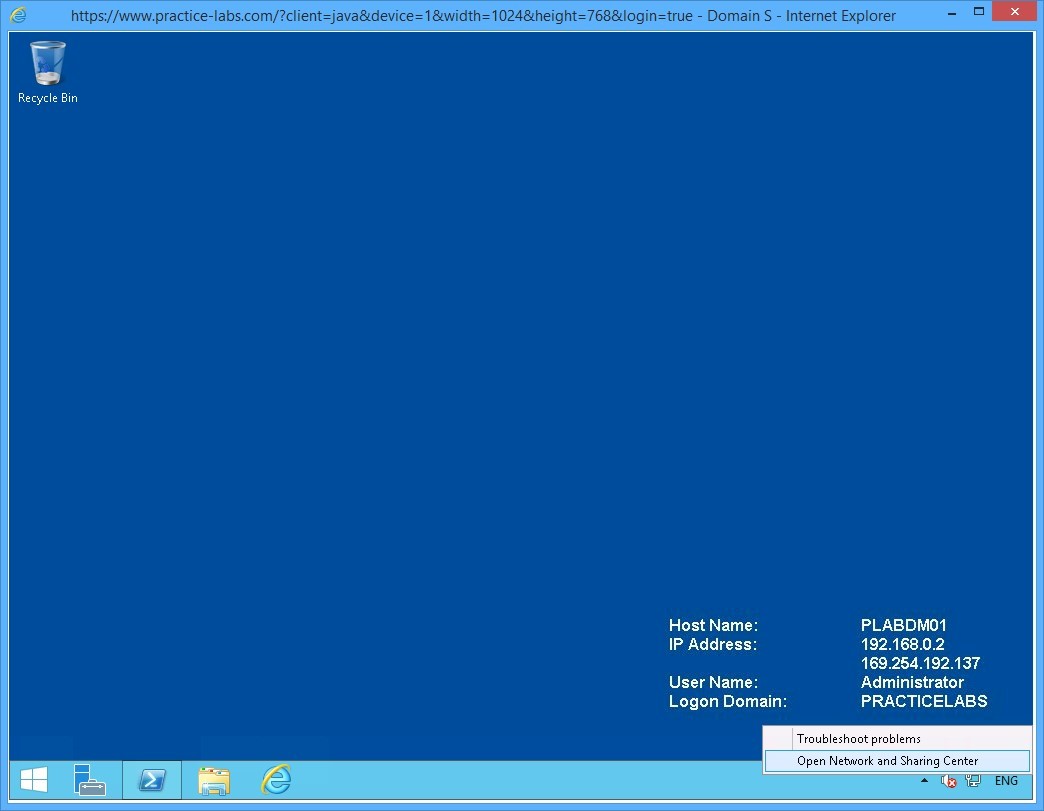 https://www.practice-labs.com/?client=java&device=1&width=1024&height=768&login=true - Domain S - Internet Explorer
Recycle Bin
Host Name: PLABDM01
IP Address: 192.168.0.2
169.254.192.137
User Name: Administrator
Logon Domain: PRACTICELABS
Troubleshoot problems
Open Network and Sharing Center
ENG